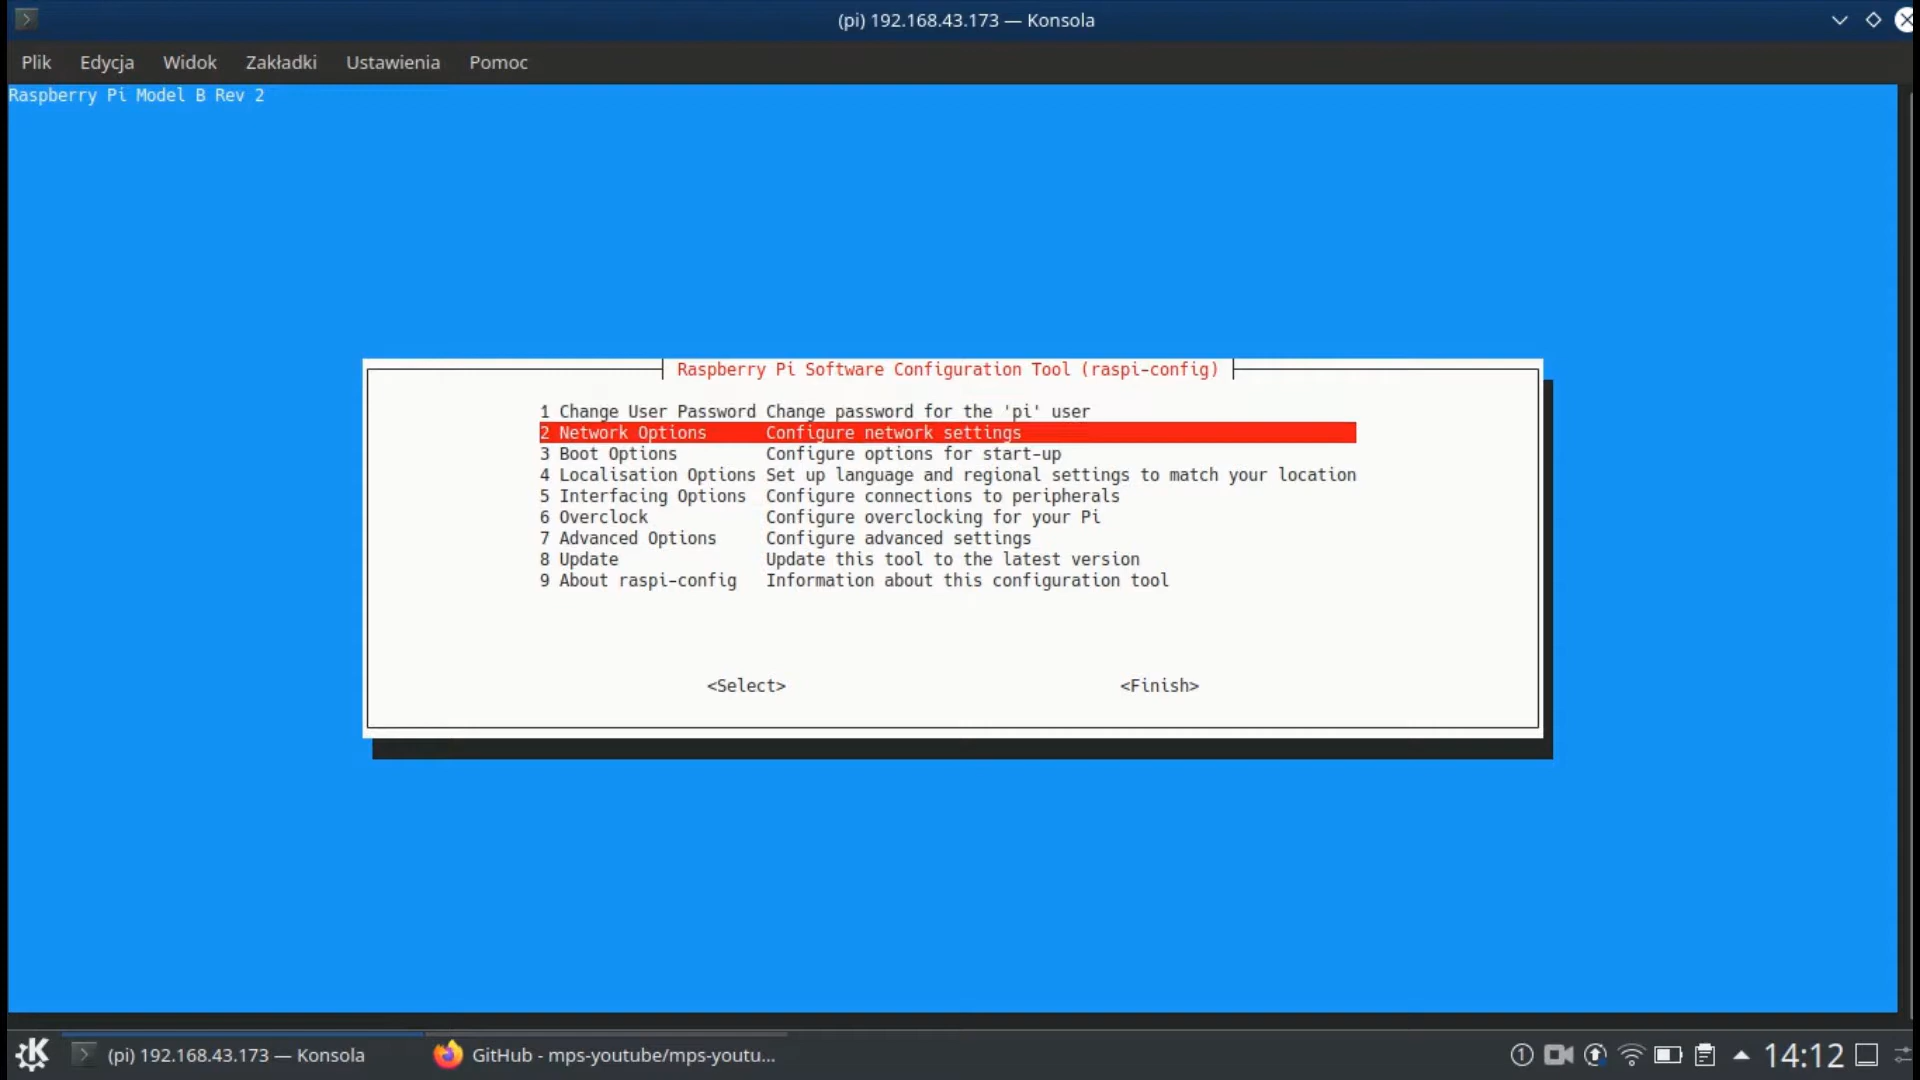 (pi) 192.168.43.173 — Konsola
Plik Edycja Widok Zakładki Ustawienia Pomoc
Raspberry Pi Model B Rev 2
Raspberry Pi Software Configuration Tool (raspi-config)
1 Change User Password Change password for the 'pi' user
2 Network Options Configure network settings
3 Boot Options Configure options for start-up
4 Localisation Options Set up language and regional settings to match your location
5 Interfacing Options Configure connections to peripherals
6 Overclock Configure overclocking for your Pi
7 Advanced Options Configure advanced settings
8 Update Update this tool to the latest version
9 About raspi-config Information about this configuration tool
<Select> <Finish>
(pi) 192.168.43.173 — Konsola GitHub - mps-youtube/mps-youtu... 1 14:12